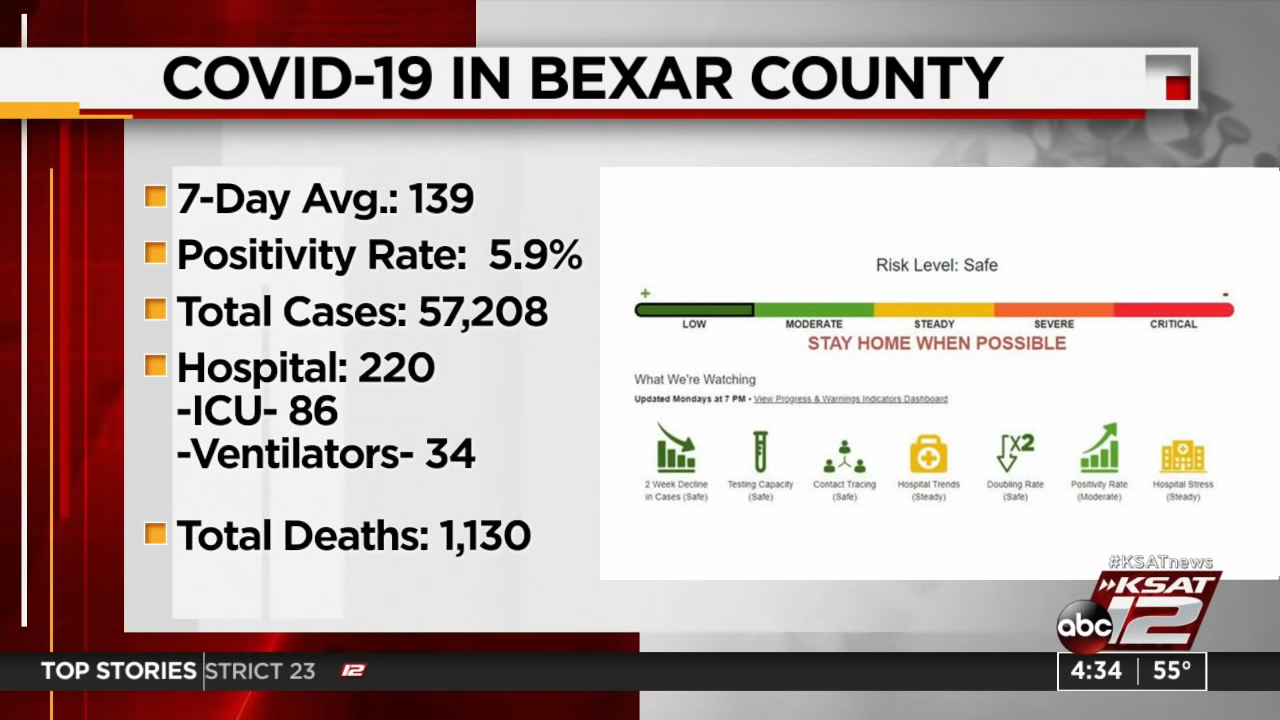 COVID-19 IN BEXAR COUNTY
7-Day Avg.: 139
Positivity Rate: 5.9%
Total Cases: 57,208
Hospital: 220
-ICU- 86
-Ventilators- 34
Total Deaths: 1,130
Risk Level: Safe
+ -
LOW MODERATE STEADY SEVERE CRITICAL
STAY HOME WHEN POSSIBLE
What We're Watching
Updated Mondays at 7 PM • View Progress & Warnings Indicators Dashboard
X2
2 Week Decline in Cases (Safe)
Testing Capacity (Safe)
Contact Tracing (Safe)
Hospital Trends (Steady)
Doubling Rate (Safe)
Positivity Rate (Moderate)
Hospital Stress (Steady)
#KSATnews
KSAT
abc 12
TOP STORIES STRICT 23 12
4:34 55°